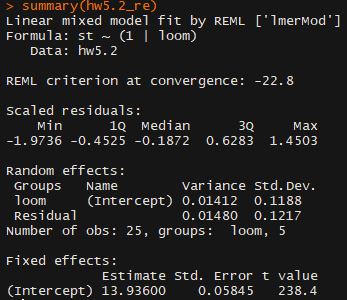 > summary(hw5.2_re)
Linear mixed model fit by REML ['lmerMod']
Formula: st ~ (1 | loom)
   Data: hw5.2

REML criterion at convergence: -22.8

Scaled residuals:
    Min      1Q  Median      3Q     Max
-1.9736 -0.4525 -0.1872  0.6283  1.4503

Random effects:
 Groups   Name        Variance Std.Dev.
 loom     (Intercept) 0.01412  0.1188
 Residual             0.01480  0.1217
Number of obs: 25, groups:  loom, 5

Fixed effects:
            Estimate Std. Error t value
(Intercept) 13.93600    0.05845   238.4